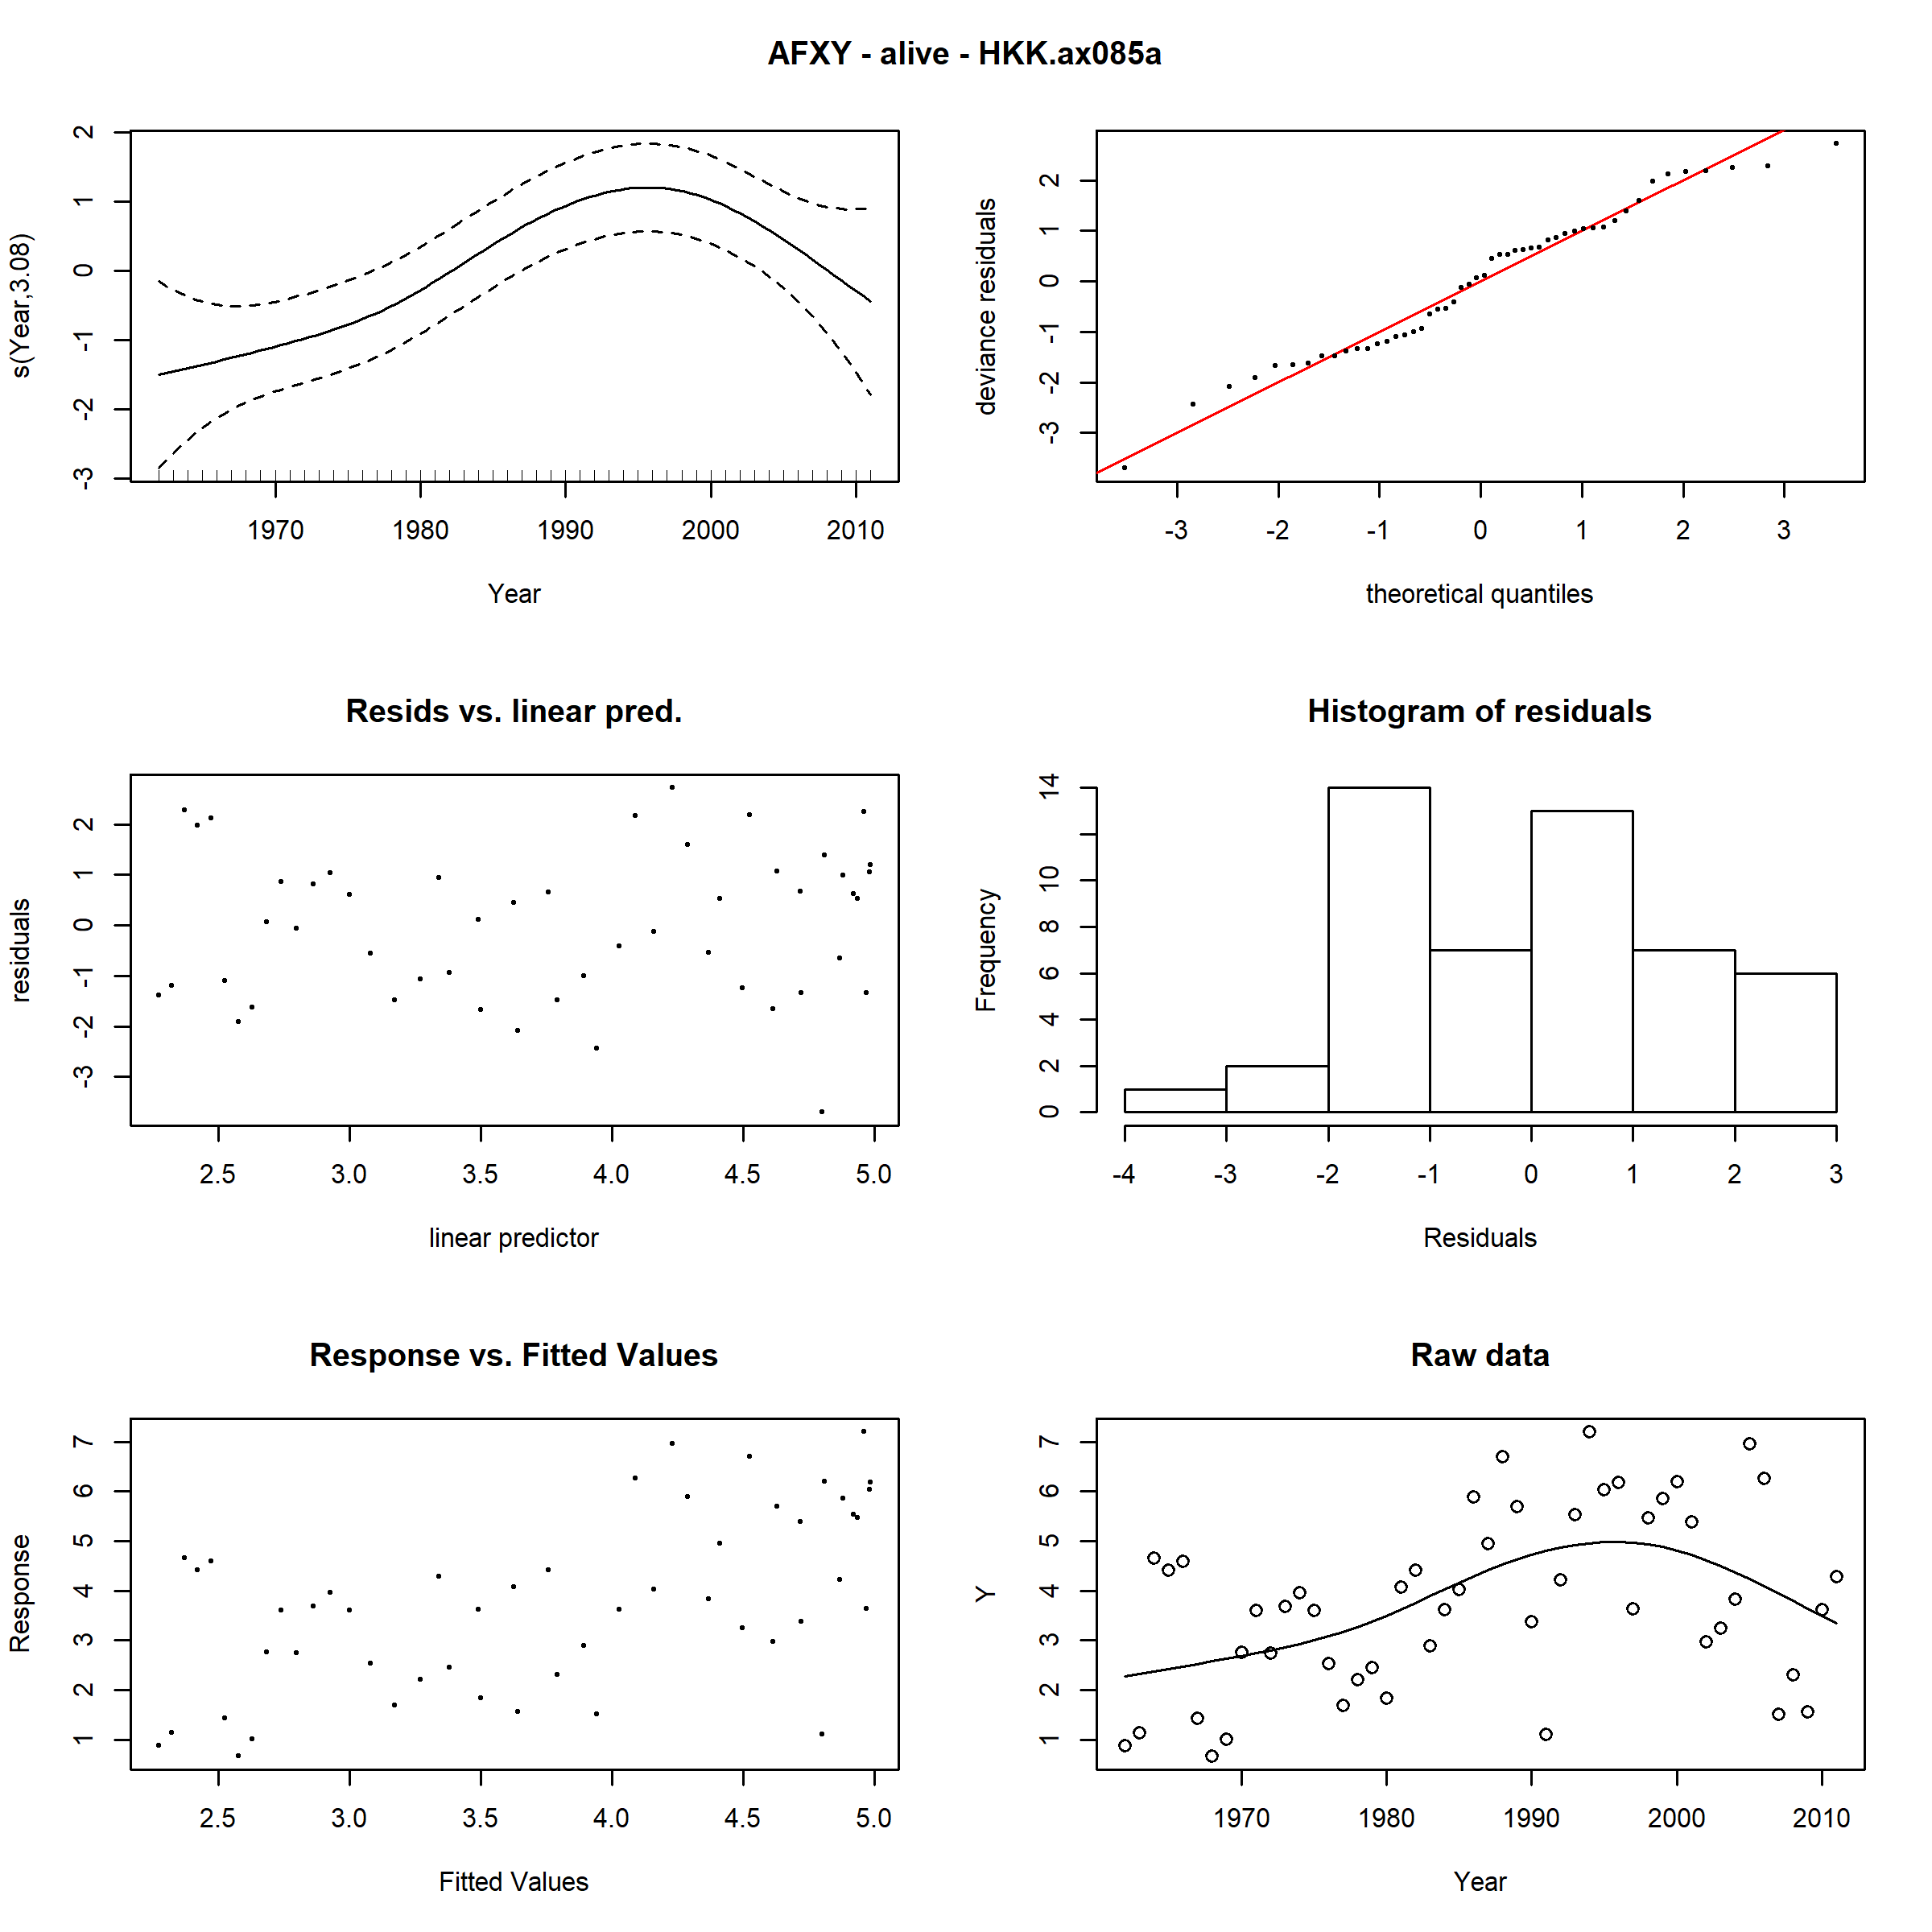 AFXY - alive - HKK.ax085a
s(Year,3.08)
2
1
0
-1
-2
-3
1970 1980 1990 2000 2010
Year
deviance residuals
2
1
0
-1
-2
-3
-3 -2 -1 0 1 2 3
theoretical quantiles
Resids vs. linear pred.
residuals
2
1
0
-1
-2
-3
2.5 3.0 3.5 4.0 4.5 5.0
linear predictor
Histogram of residuals
Frequency
14
10
8
6
4
2
0
-4 -3 -2 -1 0 1 2 3
Residuals
Response vs. Fitted Values
Response
7
6
5
4
3
2
1
2.5 3.0 3.5 4.0 4.5 5.0
Fitted Values
Raw data
Y
7
6
5
4
3
2
1
1970 1980 1990 2000 2010
Year